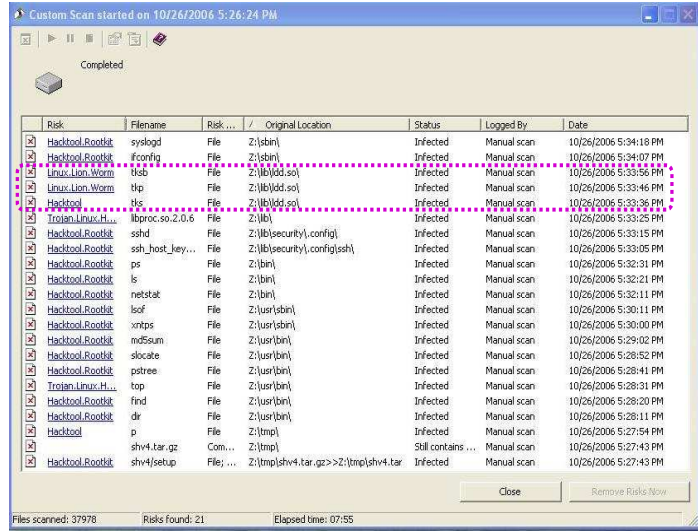 Custom Scan started on 10/26/2006 5:26:24 PM
Completed
Risk Filename Risk ... / Original Location Status Logged By Date
Hacktool.Rootkit syslogd File Z:\sbin\ Infected Manual scan 10/26/2006 5:34:18 PM
Hacktool.Rootkit ifconfig File Z:\sbin\ Infected Manual scan 10/26/2006 5:34:07 PM
Linux.Lion.Worm tksb File Z:\lib\ldd.so\ Infected Manual scan 10/26/2006 5:33:56 PM
Linux.Lion.Worm tkp File Z:\lib\ldd.so\ Infected Manual scan 10/26/2006 5:33:46 PM
Hacktool tks File Z:\lib\ldd.so\ Infected Manual scan 10/26/2006 5:33:36 PM
Trojan.Linux.H... libproc.so.2.0.6 File Z:\lib\ Infected Manual scan 10/26/2006 5:33:25 PM
Hacktool.Rootkit sshd File Z:\lib\security\.config\ Infected Manual scan 10/26/2006 5:33:15 PM
Hacktool.Rootkit ssh_host_key... File Z:\lib\security\.config\ssh\ Infected Manual scan 10/26/2006 5:33:05 PM
Hacktool.Rootkit ps File Z:\bin\ Infected Manual scan 10/26/2006 5:32:31 PM
Hacktool.Rootkit ls File Z:\bin\ Infected Manual scan 10/26/2006 5:32:21 PM
Hacktool.Rootkit netstat File Z:\bin\ Infected Manual scan 10/26/2006 5:32:11 PM
Hacktool.Rootkit lsof File Z:\usr\sbin\ Infected Manual scan 10/26/2006 5:30:11 PM
Hacktool.Rootkit xntps File Z:\usr\sbin\ Infected Manual scan 10/26/2006 5:30:00 PM
Hacktool.Rootkit md5sum File Z:\usr\bin\ Infected Manual scan 10/26/2006 5:29:02 PM
Hacktool.Rootkit slocate File Z:\usr\bin\ Infected Manual scan 10/26/2006 5:28:52 PM
Hacktool.Rootkit pstree File Z:\usr\bin\ Infected Manual scan 10/26/2006 5:28:41 PM
Trojan.Linux.H... top File Z:\usr\bin\ Infected Manual scan 10/26/2006 5:28:31 PM
Hacktool.Rootkit find File Z:\usr\bin\ Infected Manual scan 10/26/2006 5:28:20 PM
Hacktool.Rootkit dir File Z:\usr\bin\ Infected Manual scan 10/26/2006 5:28:11 PM
Hacktool p File Z:\tmp\ Infected Manual scan 10/26/2006 5:27:54 PM
shv4.tar.gz Com... Z:\tmp\ Still contains ... Manual scan 10/26/2006 5:27:43 PM
Hacktool.Rootkit shv4/setup File; ... Z:\tmp\shv4.tar.gz>>Z:\tmp\shv4.tar Infected Manual scan 10/26/2006 5:27:43 PM
Close Remove Risks Now
Files scanned: 37978 Risks found: 21 Elapsed time: 07:55